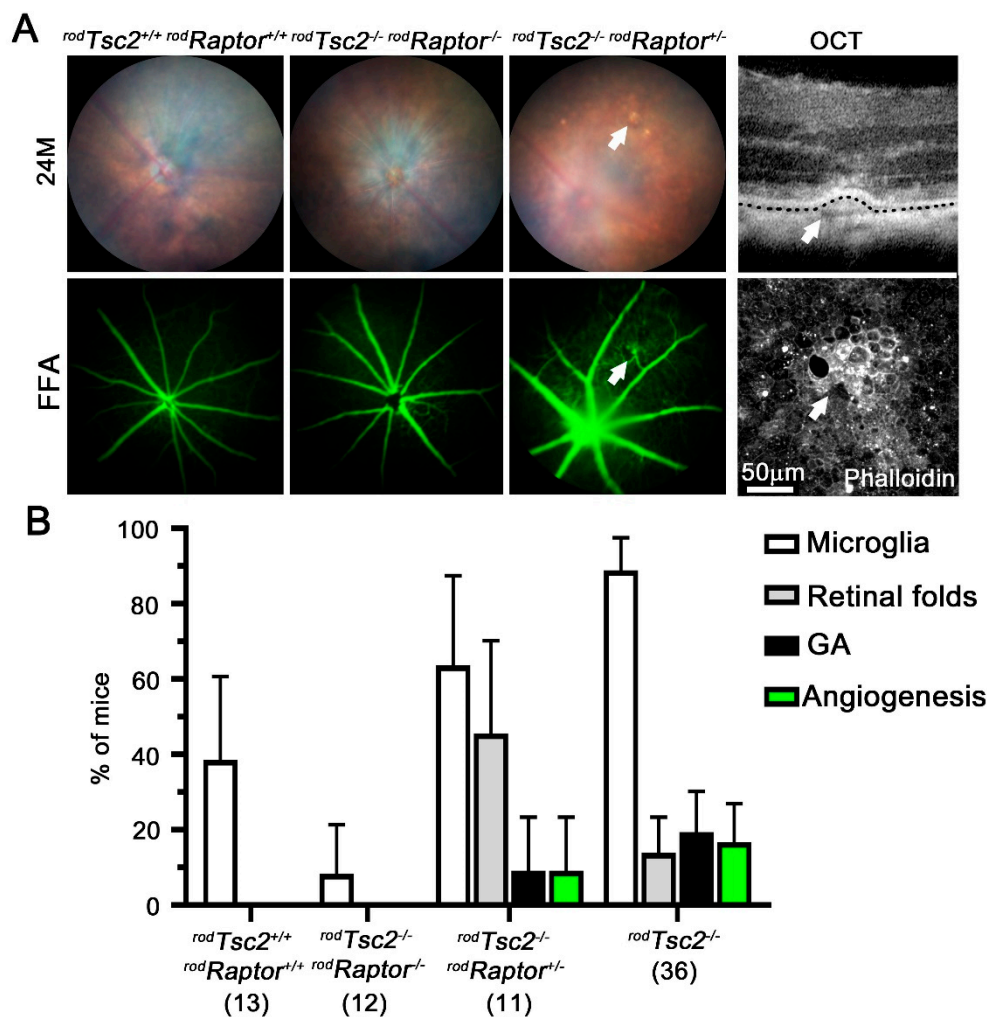 A
rodTsc2+/+ rodRaptor+/+ rodTsc2-/- rodRaptor-/- rodTsc2-/- rodRaptor+/- OCT
24M
FFA
50μm
Phalloidin
B
% of mice
100
80
60
40
20
0
Microglia
Retinal folds
GA
Angiogenesis
rodTsc2+/+
rodRaptor+/+
(13)
rodTsc2-/-
rodRaptor-/-
(12)
rodTsc2-/-
rodRaptor+/-
(11)
rodTsc2-/-
(36)